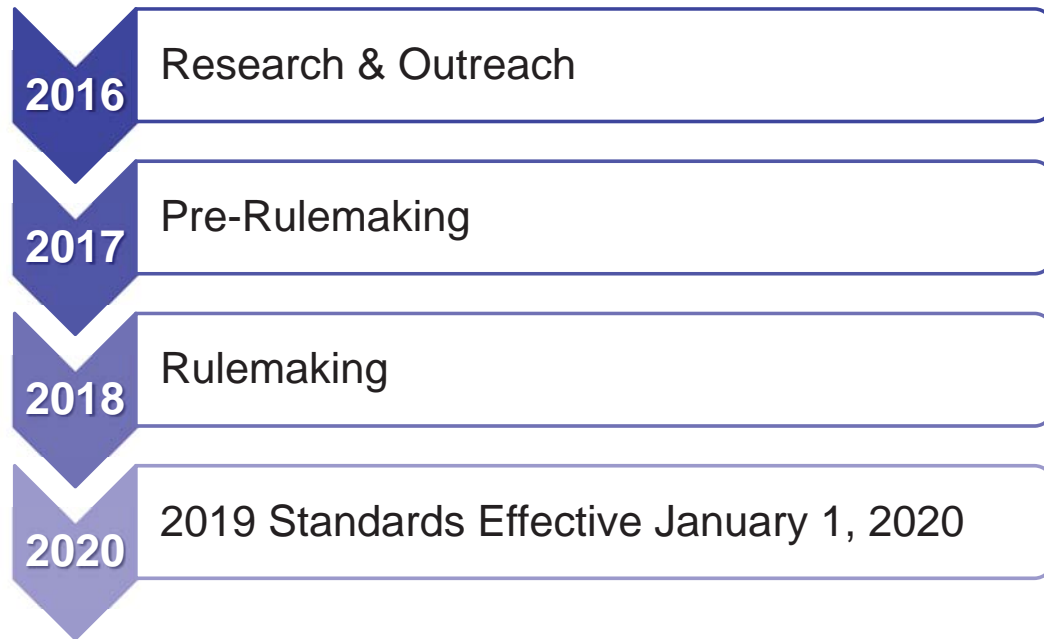 2016
Research & Outreach
2017
Pre-Rulemaking
2018
Rulemaking
2020
2019 Standards Effective January 1, 2020